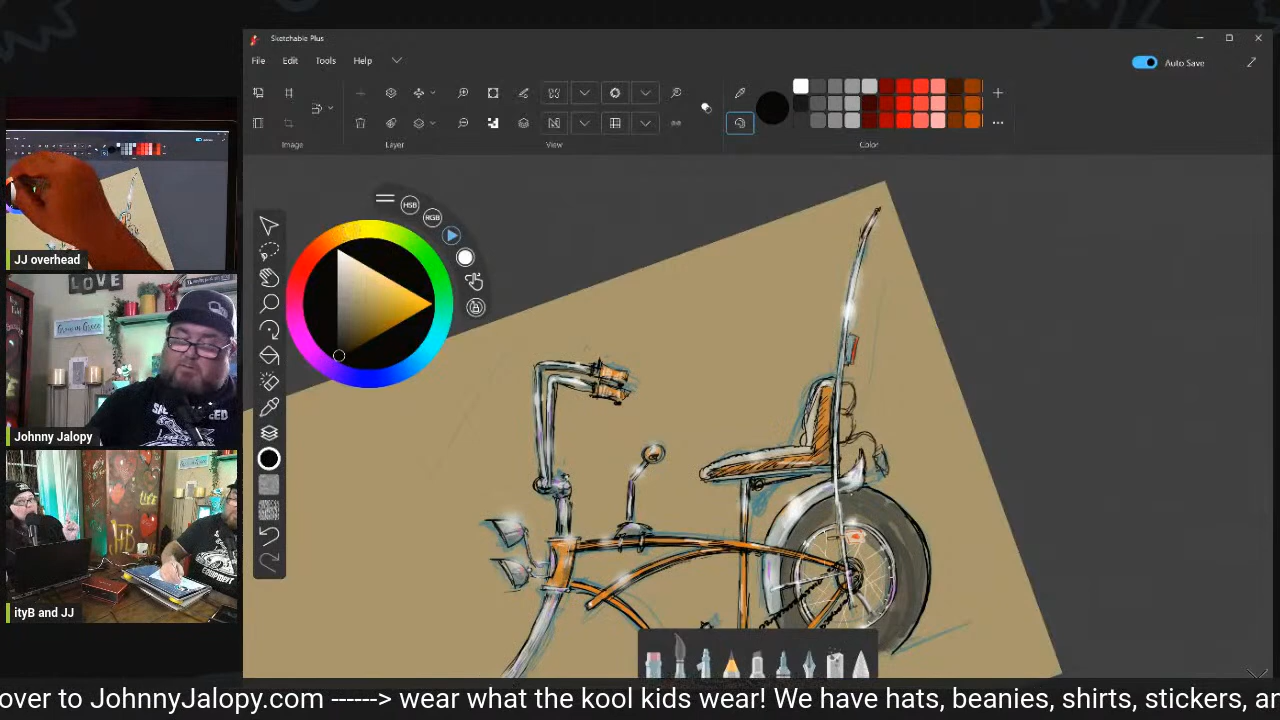 Sketchable Plus
File Edit Tools Help
Auto Save
Image
Layer
View
Color
HSB
RGB
LOVE
JJ overhead
Johnny Jalopy
ityB and JJ
over to JohnnyJalopy.com ------> wear what the kool kids wear! We have hats, beanies, shirts, stickers, an